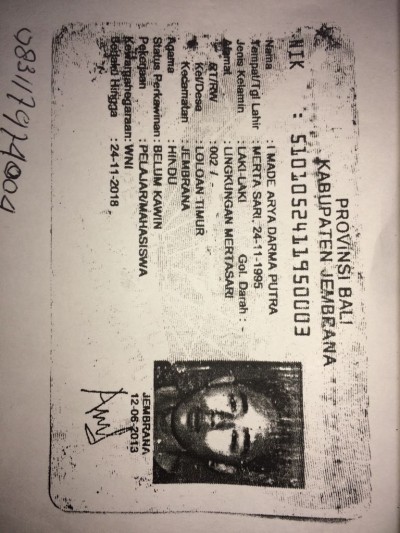 PROVINSI BALI
KABUPATEN JEMBRANA
NIK : 5101052411950003
Nama : I MADE ARYA DARMA PUTRA
Tempat/Tgl Lahir : MERTA SARI, 24-11-1995
Jenis Kelamin : LAKI-LAKI Gol. Darah : -
Alamat : LINGKUNGAN MERTASARI
RT/RW : 002 / -
Kel/Desa : LOLOAN TIMUR
Kecamatan : JEMBRANA
Agama : HINDU
Status Perkawinan: BELUM KAWIN
Pekerjaan : PELAJAR/MAHASISWA
Kewarganegaraan: WNI
Berlaku Hingga : 24-11-2018
JEMBRANA
12-06-2013